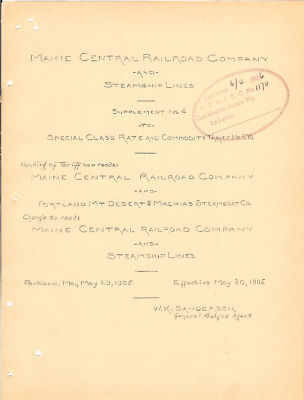 MAINE CENTRAL RAILROAD COMPANY
-AND-
STEAMSHIP LINES
SUPPLEMENT No. 4
-TO-
SPECIAL CLASS RATE AND COMMODITY
Heading of Tariff now reads:
MAINE CENTRAL RAILROAD COMPANY
-AND-
PORTLAND MT DESERT & MACHIAS STEAMBOAT CO.
Change to read:
MAINE CENTRAL RAILROAD COMPANY
-AND-
STEAMSHIP LINES
Portland, Me., May 29, 1905. Effective May 30, 1905
W.K. SANDERSON,
General Freight Agent